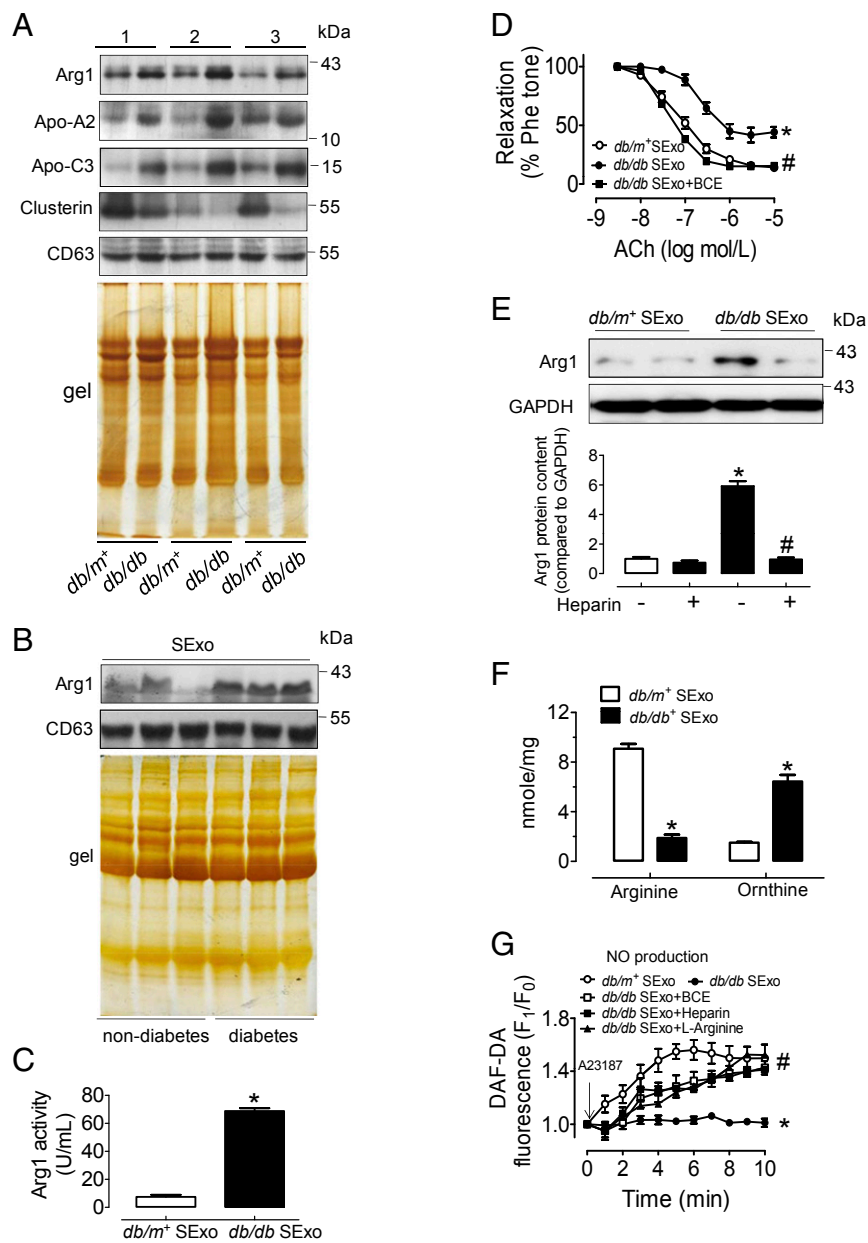 A
1 2 3 kDa
Arg1 43
Apo-A2 10
Apo-C3 15
Clusterin 55
CD63 55
gel
db/m+ db/db db/m+ db/db db/m+ db/db
B
SExo kDa
Arg1 43
CD63 55
gel
non-diabetes diabetes
C
Arg1 activity
(U/mL)
80
60
40
20
0
*
db/m+ SExo db/db SExo
D
Relaxation
(% Phe tone)
100
50
0
db/m+SExo
db/db SExo
db/db SExo+BCE
*
#
-9 -8 -7 -6 -5
ACh (log mol/L)
E
db/m+ SExo db/db SExo kDa
Arg1 43
43
GAPDH
Arg1 protein content
(compared to GAPDH)
8
6
4
2
0
*
#
Heparin - + - +
F
db/m+ SExo
db/db+ SExo
nmole/mg
12
9
6
3
0
*
*
Arginine Ornthine
G
NO production
db/m+ SExo db/db SExo
db/db SExo+BCE
db/db SExo+Heparin
db/db SExo+L-Arginine
DAF-DA
fluorescence (F1/F0)
1.8
1.4
1.0
A23187
#
*
0 2 4 6 8 10
Time (min)